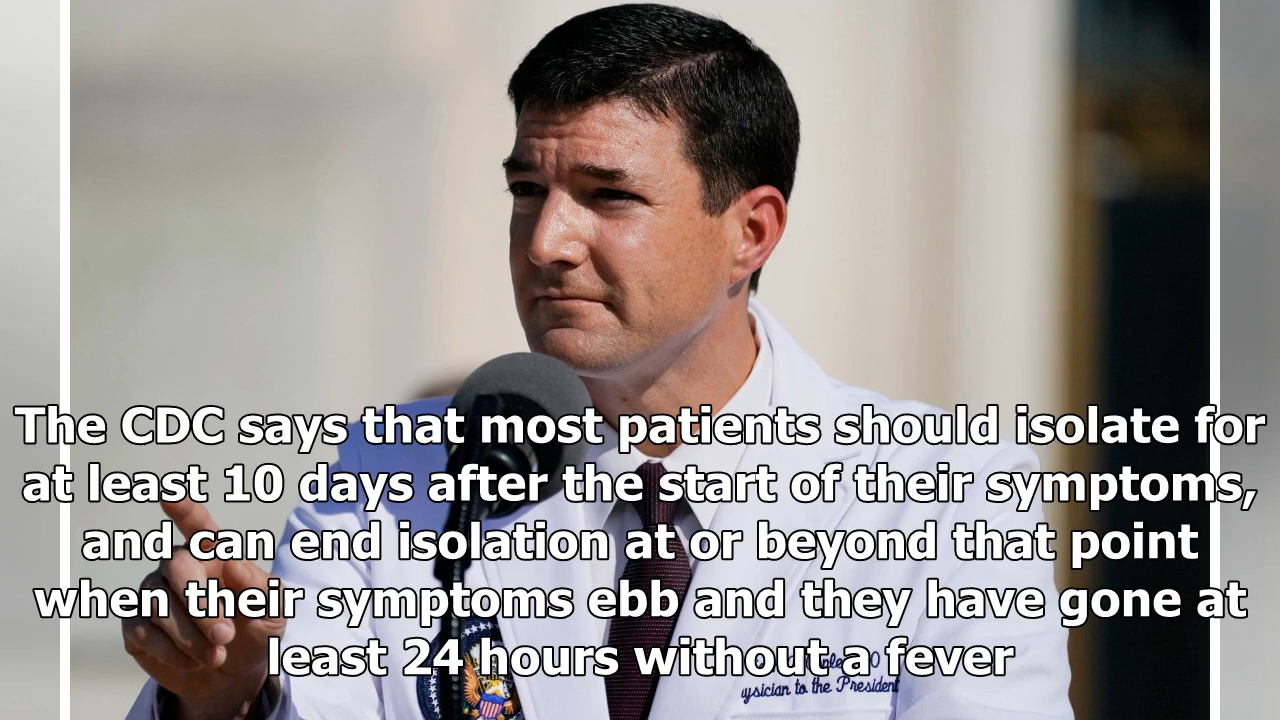 The CDC says that most patients should isolate for
at least 10 days after the start of their symptoms,
and can end isolation at or beyond that point
when their symptoms ebb and they have gone at
least 24 hours without a fever
to the President